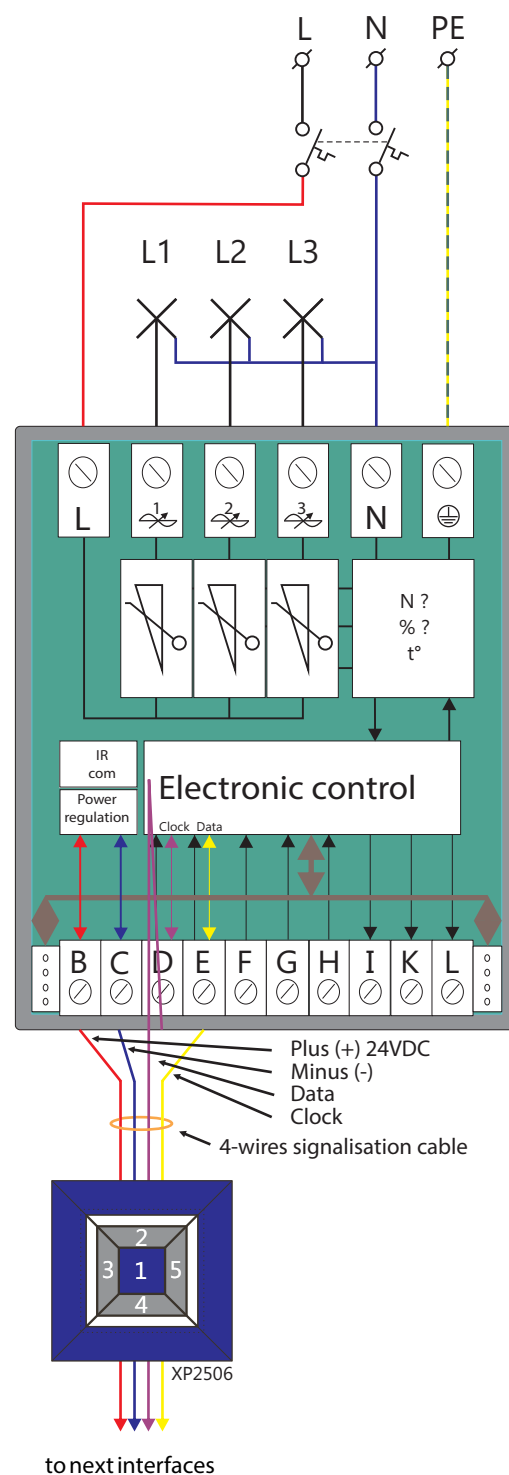 L N PE
L1 L2 L3
L 1 2 3 N
N ?
% ?
t°
IR
com
Power
regulation
Electronic control
Clock Data
B C D E F G H I K L
Plus (+) 24VDC
Minus (-)
Data
Clock
4-wires signalisation cable
2
3 1 5
4
XP2506
to next interfaces